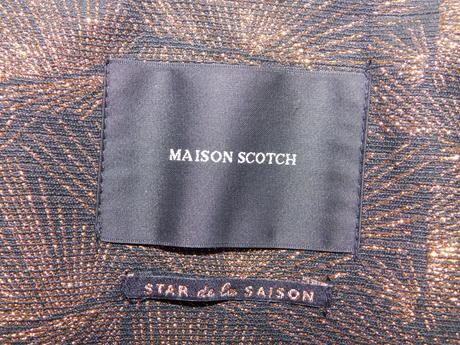 MAISON SCOTCH
STAR de la SAISON